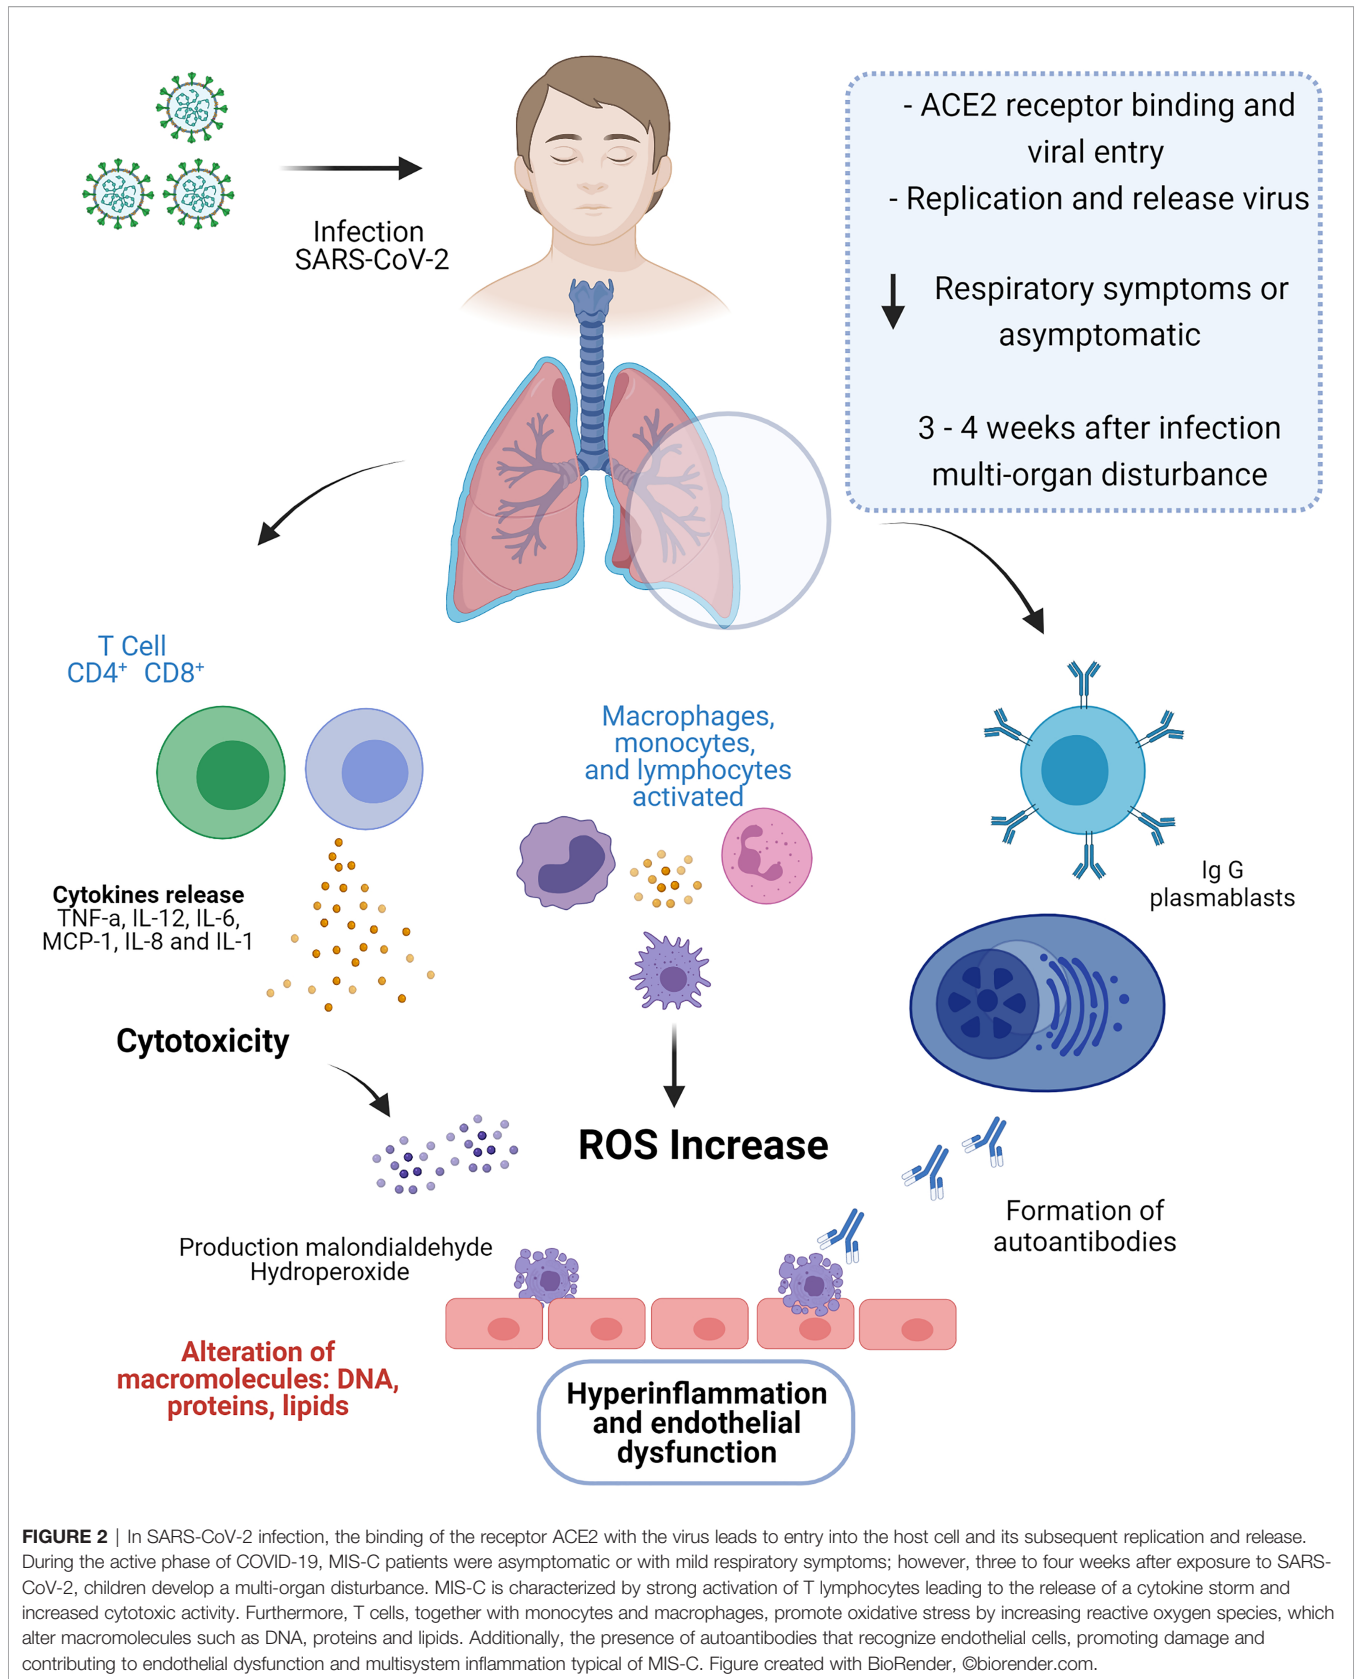 Infection
SARS-CoV-2
- ACE2 receptor binding and
viral entry
- Replication and release virus
Respiratory symptoms or
asymptomatic
3 - 4 weeks after infection
multi-organ disturbance
T Cell
CD4⁺ CD8⁺
Macrophages,
monocytes,
and lymphocytes
activated
Cytokines release
TNF-a, IL-12, IL-6,
MCP-1, IL-8 and IL-1
Ig G
plasmablasts
Cytotoxicity
ROS Increase
Formation of
autoantibodies
Production malondialdehyde
Hydroperoxide
Alteration of
macromolecules: DNA,
proteins, lipids
Hyperinflammation
and endothelial
dysfunction
FIGURE 2 | In SARS-CoV-2 infection, the binding of the receptor ACE2 with the virus leads to entry into the host cell and its subsequent replication and release.
During the active phase of COVID-19, MIS-C patients were asymptomatic or with mild respiratory symptoms; however, three to four weeks after exposure to SARS-
CoV-2, children develop a multi-organ disturbance. MIS-C is characterized by strong activation of T lymphocytes leading to the release of a cytokine storm and
increased cytotoxic activity. Furthermore, T cells, together with monocytes and macrophages, promote oxidative stress by increasing reactive oxygen species, which
alter macromolecules such as DNA, proteins and lipids. Additionally, the presence of autoantibodies that recognize endothelial cells, promoting damage and
contributing to endothelial dysfunction and multisystem inflammation typical of MIS-C. Figure created with BioRender, ©biorender.com.